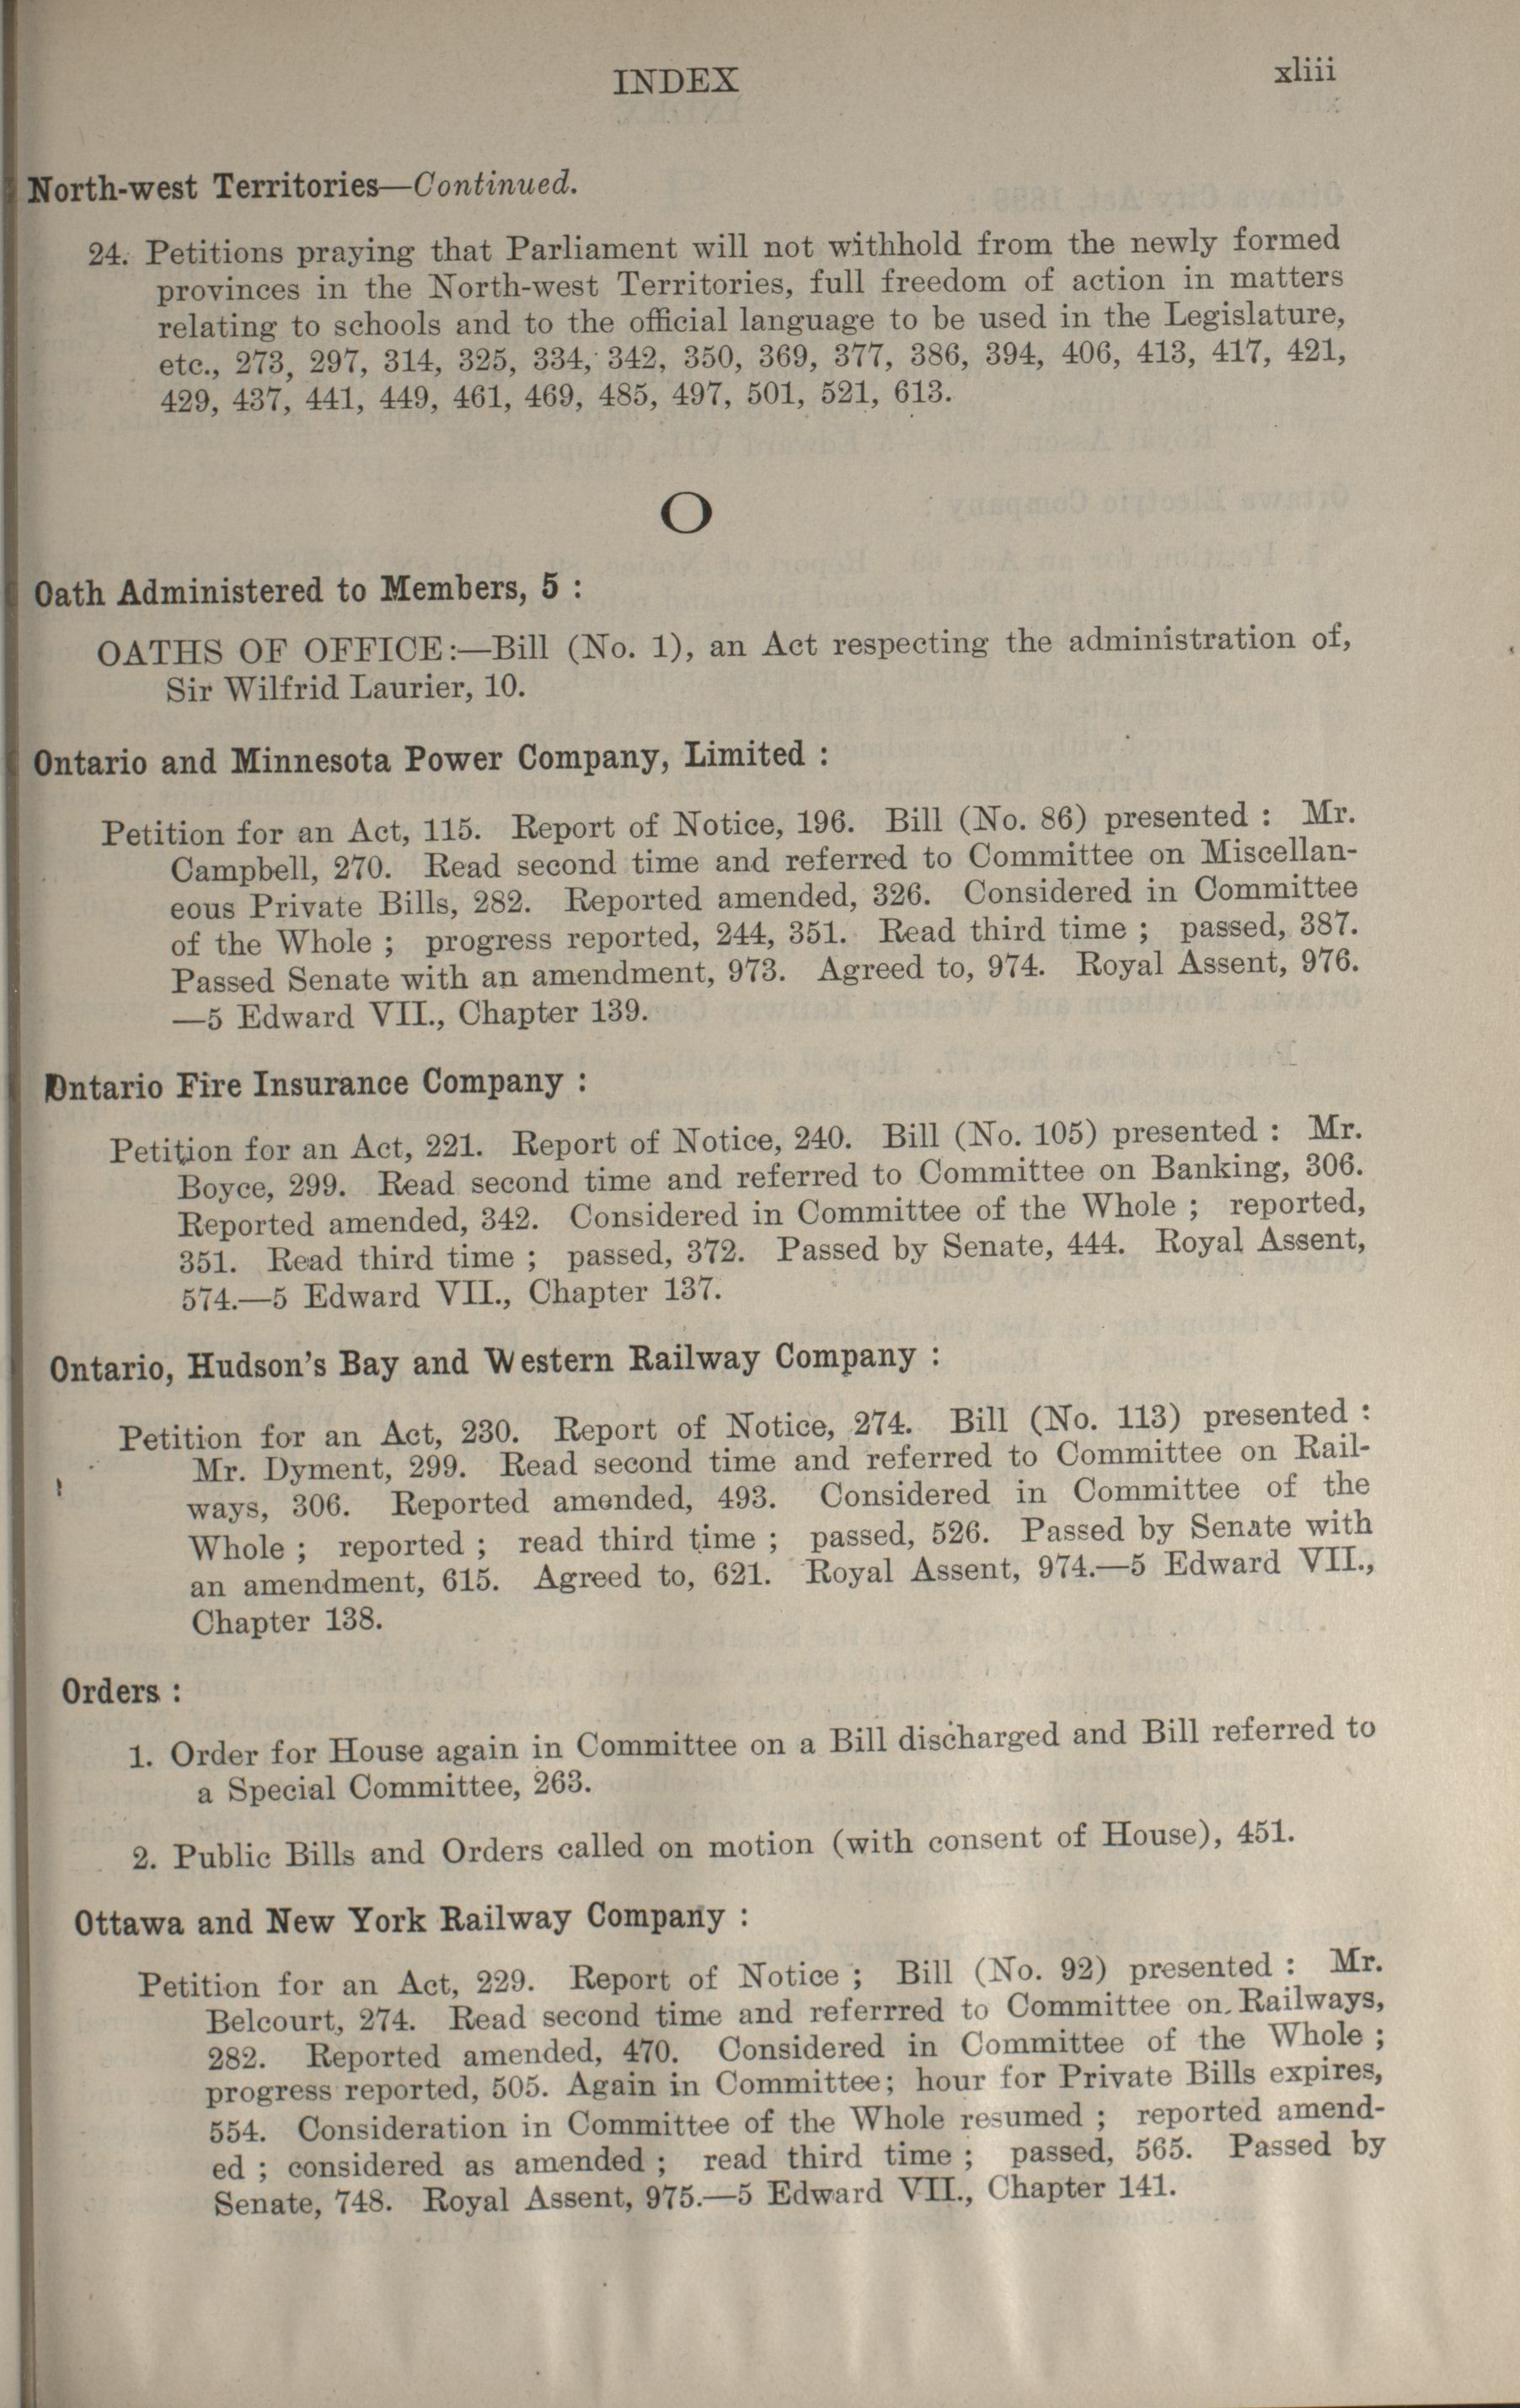 INDEX xliii
North-west Territories—Continued.
24. Petitions praying that Parliament will not withhold from the newly formed
provinces in the North-west Territories, full freedom of action in matters
relating to schools and to the official language to be used in the Legislature,
etc., 273, 297, 314, 325, 334, 342, 350, 369, 377, 386, 394, 406, 413, 417, 421,
429, 437, 441, 449, 461, 469, 485, 497, 501, 521, 613.
O
Oath Administered to Members, 5 :
OATHS OF OFFICE:—Bill (No. 1), an Act respecting the administration of,
Sir Wilfrid Laurier, 10.
Ontario and Minnesota Power Company, Limited :
Petition for an Act, 115. Report of Notice, 196. Bill (No. 86) presented : Mr.
Campbell, 270. Read second time and referred to Committee on Miscellan-
eous Private Bills, 282. Reported amended, 326. Considered in Committee
of the Whole ; progress reported, 244, 351. Read third time ; passed, 387.
Passed Senate with an amendment, 973. Agreed to, 974. Royal Assent, 976.
—5 Edward VII., Chapter 139.
Ontario Fire Insurance Company :
Petition for an Act, 221. Report of Notice, 240. Bill (No. 105) presented : Mr.
Boyce, 299. Read second time and referred to Committee on Banking, 306.
Reported amended, 342. Considered in Committee of the Whole ; reported,
351. Read third time ; passed, 372. Passed by Senate, 444. Royal Assent,
574.—5 Edward VII., Chapter 137.
Ontario, Hudson's Bay and Western Railway Company :
Petition for an Act, 230. Report of Notice, 274. Bill (No. 113) presented :
Mr. Dyment, 299. Read second time and referred to Committee on Rail-
ways, 306. Reported amended, 493. Considered in Committee of the
Whole ; reported ; read third time ; passed, 526. Passed by Senate with
an amendment, 615. Agreed to, 621. Royal Assent, 974.—5 Edward VII.,
Chapter 138.
Orders :
1. Order for House again in Committee on a Bill discharged and Bill referred to
a Special Committee, 263.
2. Public Bills and Orders called on motion (with consent of House), 451.
Ottawa and New York Railway Company :
Petition for an Act, 229. Report of Notice ; Bill (No. 92) presented : Mr.
Belcourt, 274. Read second time and referrred to Committee on Railways,
282. Reported amended, 470. Considered in Committee of the Whole ;
progress reported, 505. Again in Committee; hour for Private Bills expires,
554. Consideration in Committee of the Whole resumed ; reported amend-
ed ; considered as amended ; read third time ; passed, 565. Passed by
Senate, 748. Royal Assent, 975.—5 Edward VII., Chapter 141.